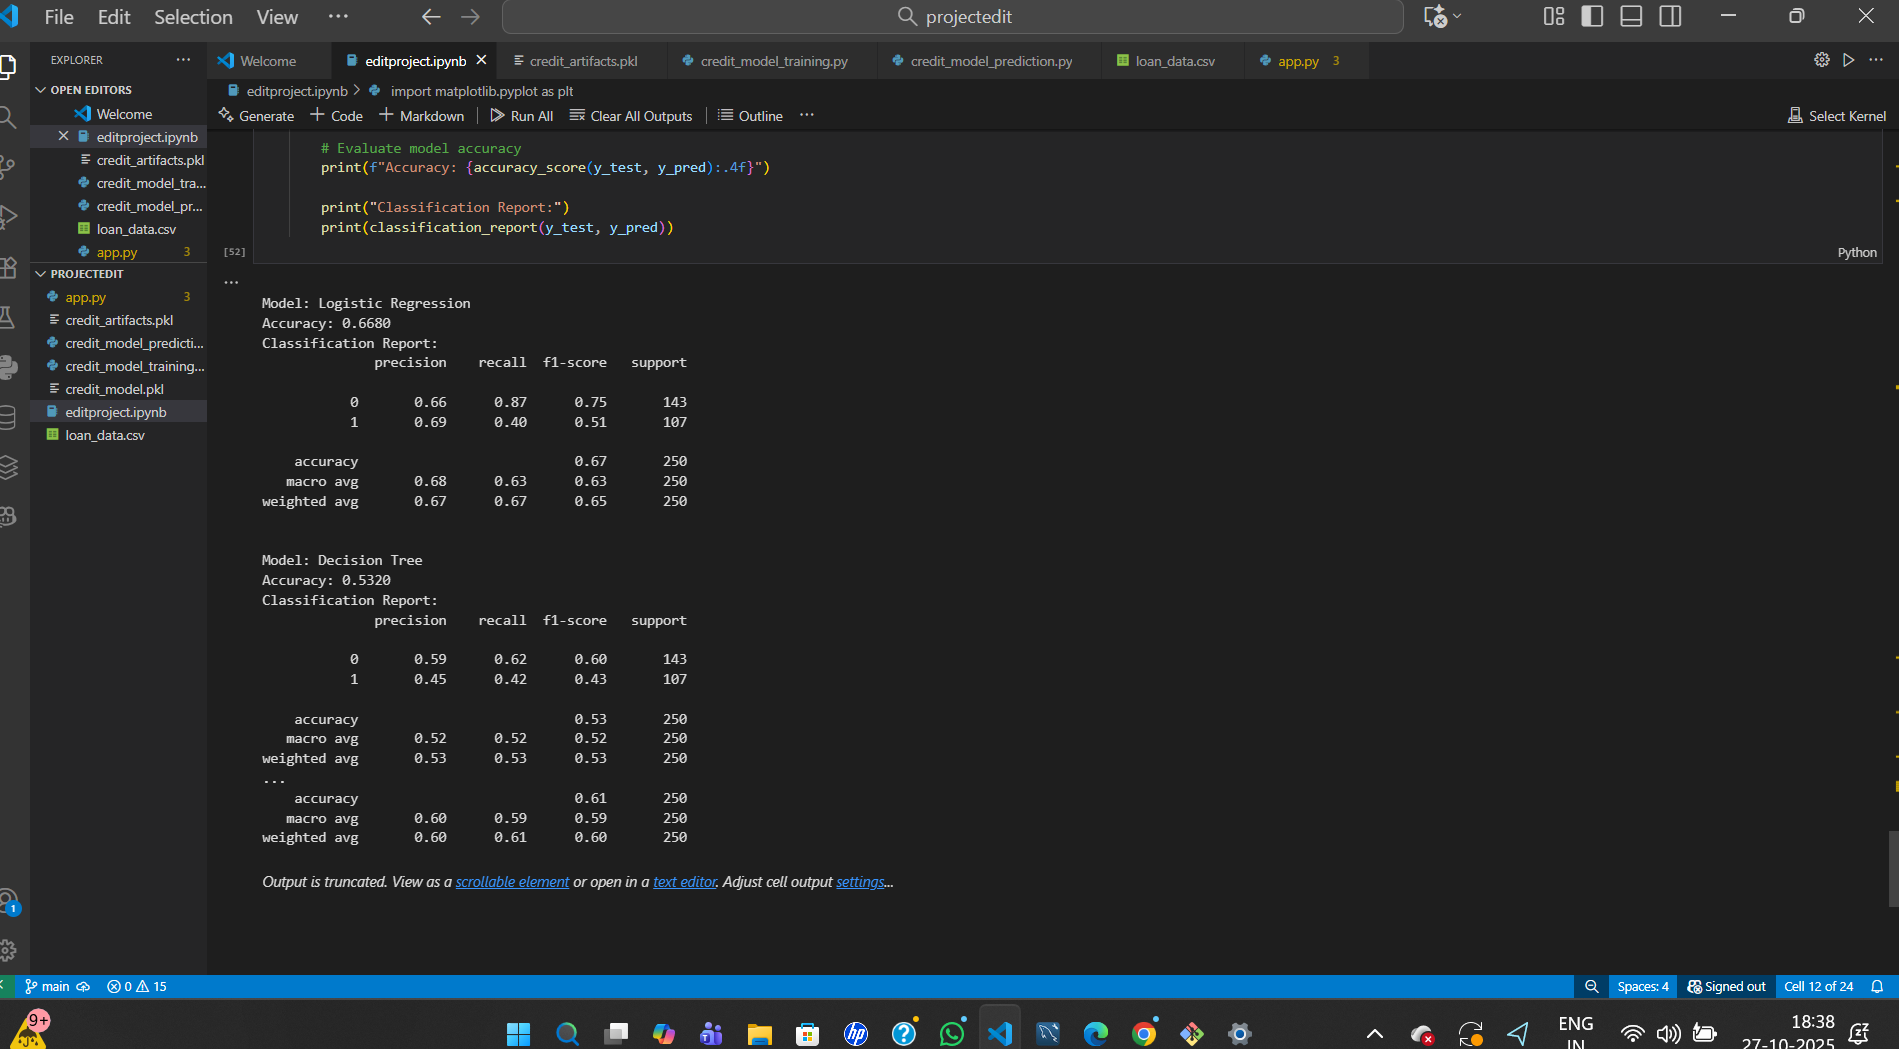 File Edit Selection View ···
projectedit
EXPLORER
Welcome
editproject.ipynb
credit_artifacts.pkl
credit_model_training.py
credit_model_prediction.py
loan_data.csv
app.py 3
OPEN EDITORS
Welcome
editproject.ipynb
credit_artifacts.pkl
credit_model_tra...
credit_model_pr...
loan_data.csv
app.py 3
PROJECTEDIT
app.py 3
credit_artifacts.pkl
credit_model_predicti...
credit_model_training...
credit_model.pkl
editproject.ipynb
loan_data.csv
editproject.ipynb > import matplotlib.pyplot as plt
Generate + Code + Markdown Run All Clear All Outputs Outline ···
Select Kernel
# Evaluate model accuracy
print(f"Accuracy: {accuracy_score(y_test, y_pred):.4f}")
print("Classification Report:")
print(classification_report(y_test, y_pred))
[52]
Python
...
Model: Logistic Regression
Accuracy: 0.6680
Classification Report:
precision recall f1-score support
0 0.66 0.87 0.75 143
1 0.69 0.40 0.51 107
accuracy 0.67 250
macro avg 0.68 0.63 0.63 250
weighted avg 0.67 0.67 0.65 250
Model: Decision Tree
Accuracy: 0.5320
Classification Report:
precision recall f1-score support
0 0.59 0.62 0.60 143
1 0.45 0.42 0.43 107
accuracy 0.53 250
macro avg 0.52 0.52 0.52 250
weighted avg 0.53 0.53 0.53 250
...
accuracy 0.61 250
macro avg 0.60 0.59 0.59 250
weighted avg 0.60 0.61 0.60 250
Output is truncated. View as a scrollable element or open in a text editor. Adjust cell output settings...
1
main 0 15
Spaces: 4 Signed out Cell 12 of 24
9+
hp
ENG
IN
18:38
27-10-2025